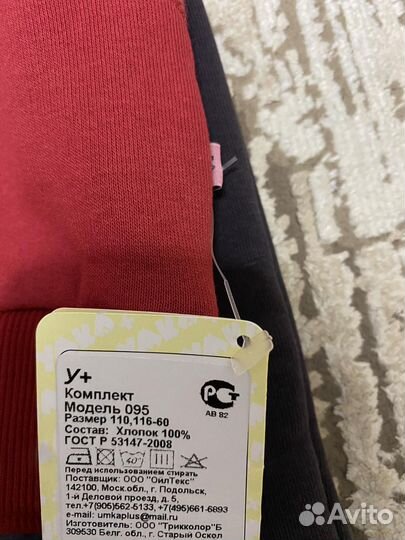 У+
Комплект
Модель 095
Размер 110,116-60
Состав: Хлопок 100%
ГОСТ Р 53147-2008
РСТ
АВ 82
40°
Перед использованием стирать
Поставщик: ООО "ОилТекс"
142100, Моск.обл., г. Подольск,
1-й Деловой проезд, д. 5,
тел.+7(905)562-5133, +7(495)661-6893
e-mail: umkaplus@mail.ru
Изготовитель: ООО "Трикколор"Б
309530 Белг. обл., г. Старый Оскол
Avito